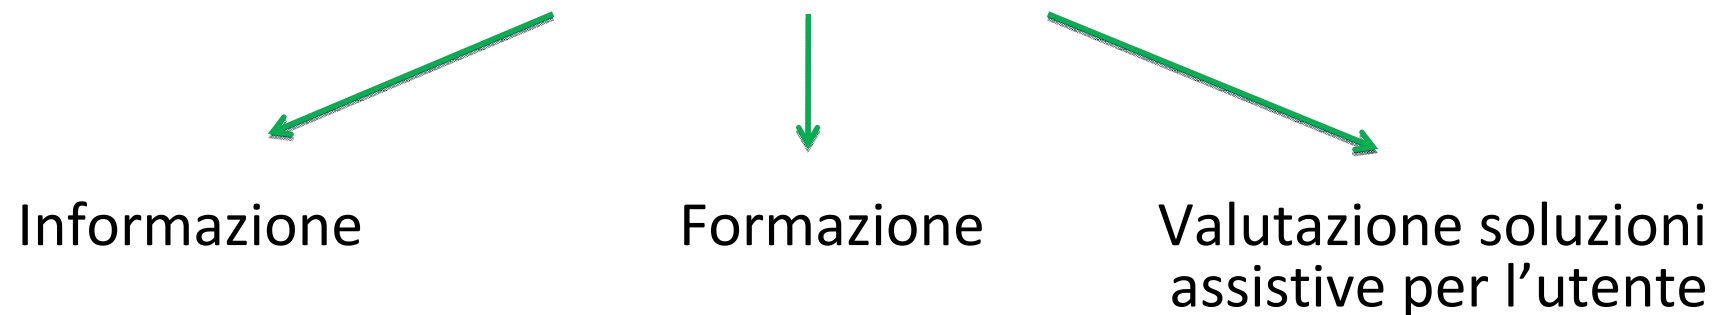 Informazione
Formazione
Valutazione soluzioni
assistive per l’utente